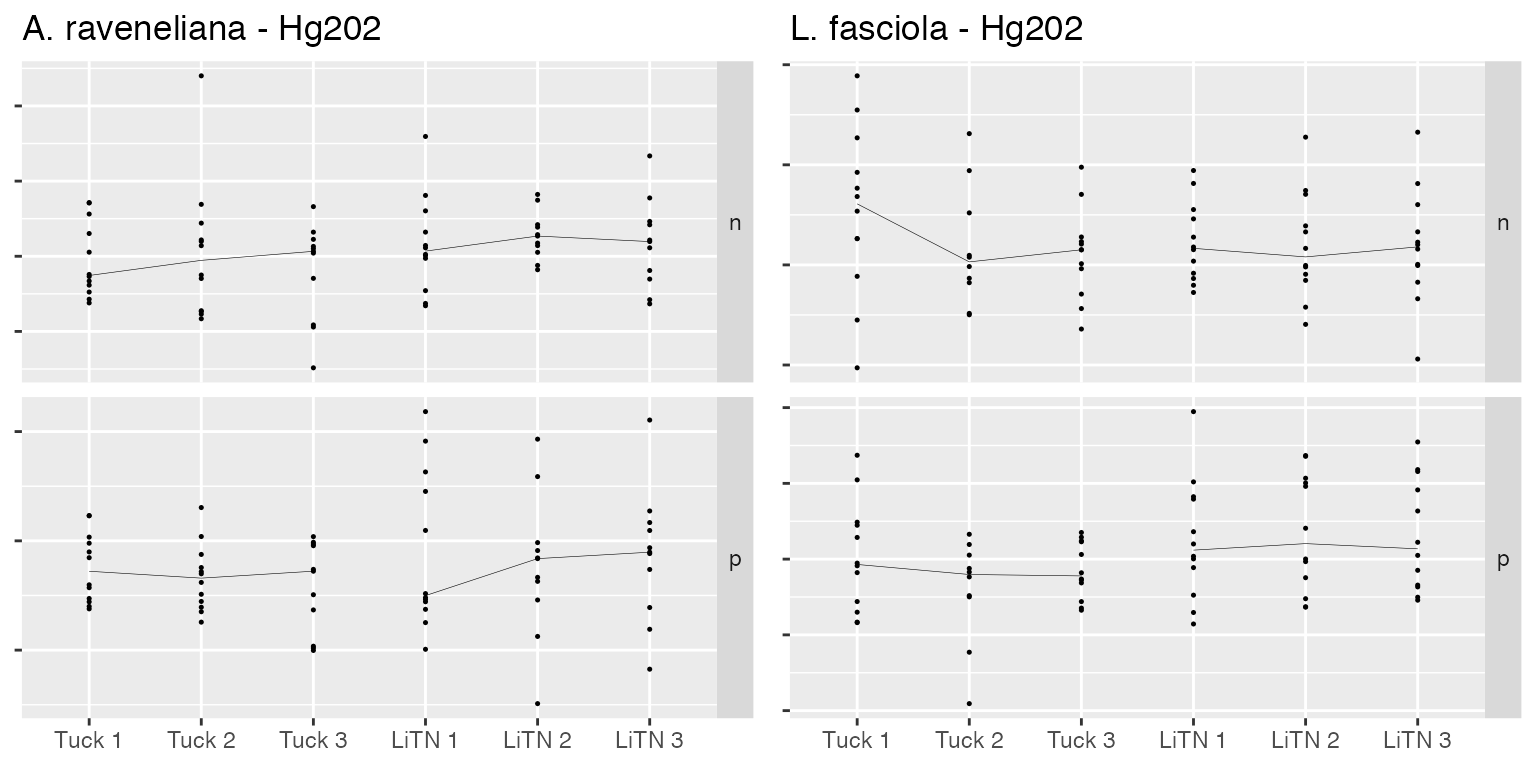 A. raveneliana - Hg202
n
p
Tuck 1 Tuck 2 Tuck 3 LiTN 1 LiTN 2 LiTN 3
L. fasciola - Hg202
n
p
Tuck 1 Tuck 2 Tuck 3 LiTN 1 LiTN 2 LiTN 3